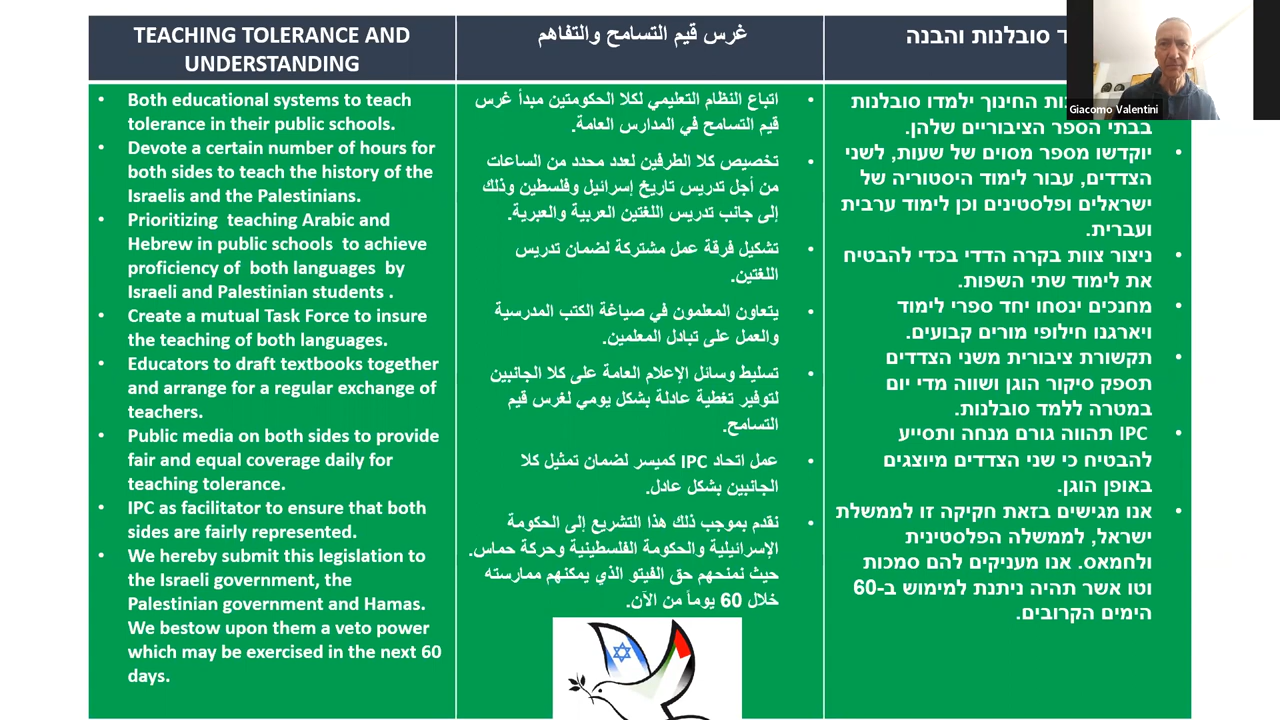 TEACHING TOLERANCE AND
UNDERSTANDING
• Both educational systems to teach
tolerance in their public schools.
• Devote a certain number of hours for
both sides to teach the history of the
Israelis and the Palestinians.
• Prioritizing teaching Arabic and
Hebrew in public schools to achieve
proficiency of both languages by
Israeli and Palestinian students .
• Create a mutual Task Force to insure
the teaching of both languages.
• Educators to draft textbooks together
and arrange for a regular exchange of
teachers.
• Public media on both sides to provide
fair and equal coverage daily for
teaching tolerance.
• IPC as facilitator to ensure that both
sides are fairly represented.
• We hereby submit this legislation to
the Israeli government, the
Palestinian government and Hamas.
We bestow upon them a veto power
which may be exercised in the next 60
days.
غرس قيم التسامح والتفاهم
• اتباع النظام التعليمي لكلا الحكومتين مبدأ غرس
قيم التسامح في المدارس العامة.
• تخصيص كلا الطرفين لعدد محدد من الساعات
من أجل تدريس تاريخ إسرائيل وفلسطين وذلك
إلى جانب تدريس اللغتين العربية والعبرية.
• تشكيل فرقة عمل مشتركة لضمان تدريس
اللغتين.
• يتعاون المعلمون في صياغة الكتب المدرسية
والعمل على تبادل المعلمين.
• تسليط وسائل الإعلام العامة على كلا الجانبين
لتوفير تغطية عادلة بشكل يومي لغرس قيم
التسامح.
• عمل اتحاد IPC كميسر لضمان تمثيل كلا
الجانبين بشكل عادل.
• نقدم بموجب ذلك هذا التشريع إلى الحكومة
الإسرائيلية والحكومة الفلسطينية وحركة حماس.
حيث نمنحهم حق الفيتو الذي يمكنهم ممارسته
خلال 60 يوماً من الآن.
סובלנות והבנה
החינוך ילמדו סובלנות
בבתי הספר הציבוריים שלהן.
• יוקדשו מספר מסוים של שעות, לשני
הצדדים, עבור לימוד היסטוריה של
ישראלים ופלסטינים וכן לימוד ערבית
ועברית.
• ניצור צוות בקרה הדדי בכדי להבטיח
את לימוד שתי השפות.
• מחנכים ינסחו יחד ספרי לימוד
ויארגנו חילופי מורים קבועים.
• תקשורת ציבורית משני הצדדים
תספק סיקור הוגן ושווה מדי יום
במטרה ללמד סובלנות.
• IPC תהווה גורם מנחה ותסייע
להבטיח כי שני הצדדים מיוצגים
באופן הוגן.
• אנו מגישים בזאת חקיקה זו לממשלת
ישראל, לממשלה הפלסטינית
ולחמאס. אנו מעניקים להם סמכות
וטו אשר תהיה ניתנת למימוש ב-60
הימים הקרובים.
Giacomo Valentini